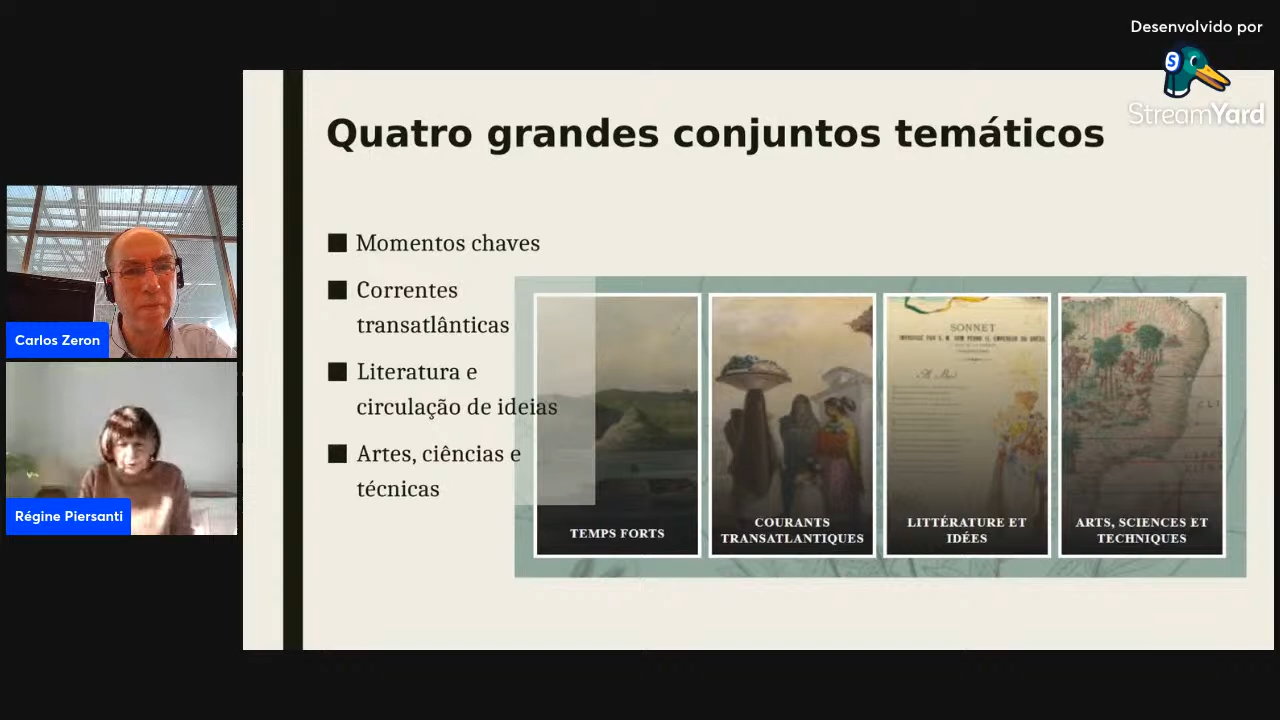 Desenvolvido por
StreamYard
Quatro grandes conjuntos temáticos
Momentos chaves
Correntes
transatlânticas
Literatura e
circulação de ideias
Artes, ciências e
técnicas
TEMPS FORTS
COURANTS
TRANSATLANTIQUES
SONNET
LITTÉRATURE ET
IDÉES
CLI
ARTS, SCIENCES ET
TECHNIQUES
Carlos Zeron
Régine Piersanti